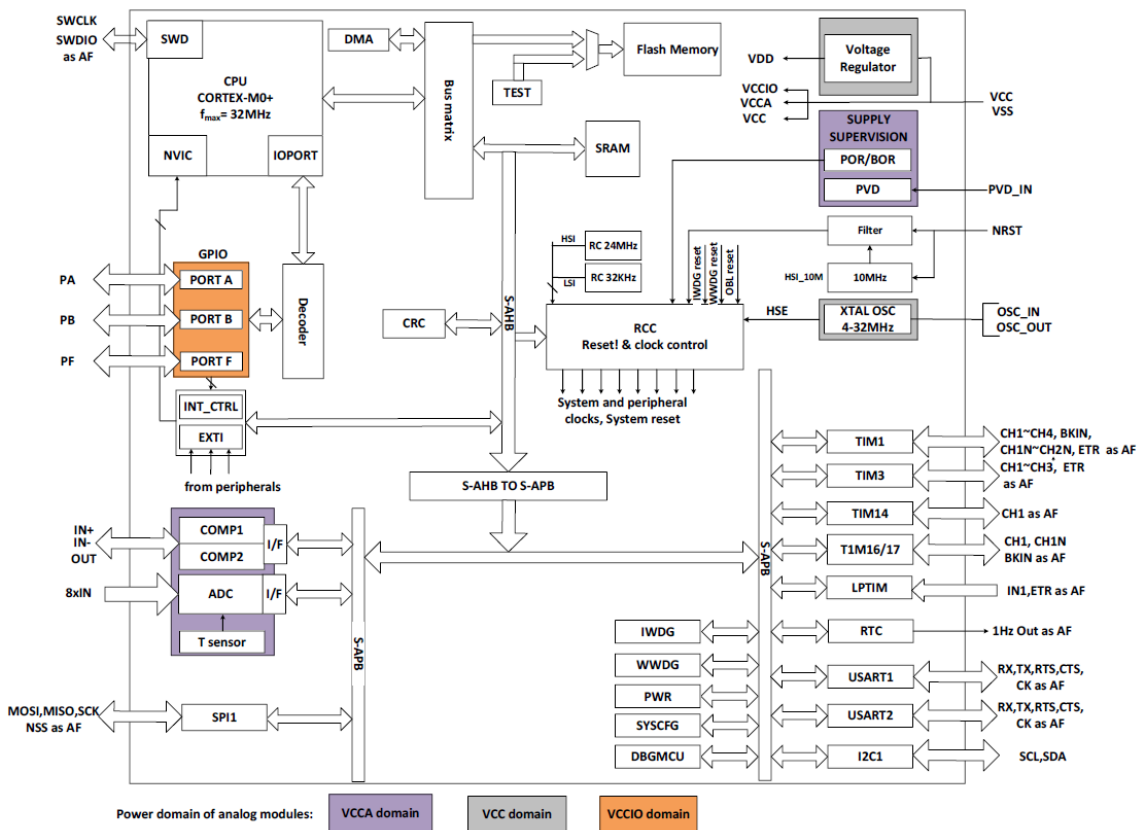 SWCLK
SWDIO
as AF
SWD
CPU
CORTEX-M0+
fmax= 32MHz
NVIC
IOPORT
DMA
Bus matrix
TEST
Flash Memory
SRAM
VDD
Voltage
Regulator
VCCIO
VCCA
VCC
VCC
VSS
SUPPLY
SUPERVISION
POR/BOR
PVD
PVD_IN
Filter
NRST
HSI_10M
10MHz
HSI
RC 24MHz
LSI
RC 32KHz
IWDG reset
WWDG reset
OBL reset
GPIO
PA
PORT A
PB
PORT B
PF
PORT F
Decoder
S-AHB
CRC
RCC
Reset! & clock control
HSE
XTAL OSC
4-32MHz
OSC_IN
OSC_OUT
System and peripheral
clocks, System reset
INT_CTRL
EXTI
from peripherals
S-AHB TO S-APB
IN+
IN-
OUT
COMP1
COMP2
I/F
8xIN
ADC
I/F
T sensor
S-APB
MOSI,MISO,SCK
NSS as AF
SPI1
S-APB
TIM1
CH1~CH4, BKIN,
CH1N~CH2N, ETR as AF
TIM3
CH1~CH3, ETR
as AF
TIM14
CH1 as AF
T1M16/17
CH1, CH1N
BKIN as AF
LPTIM
IN1,ETR as AF
IWDG
RTC
1Hz Out as AF
WWDG
USART1
RX,TX,RTS,CTS,
CK as AF
PWR
SYSCFG
USART2
RX,TX,RTS,CTS,
CK as AF
DBGMCU
I2C1
SCL,SDA
Power domain of analog modules:
VCCA domain
VCC domain
VCCIO domain